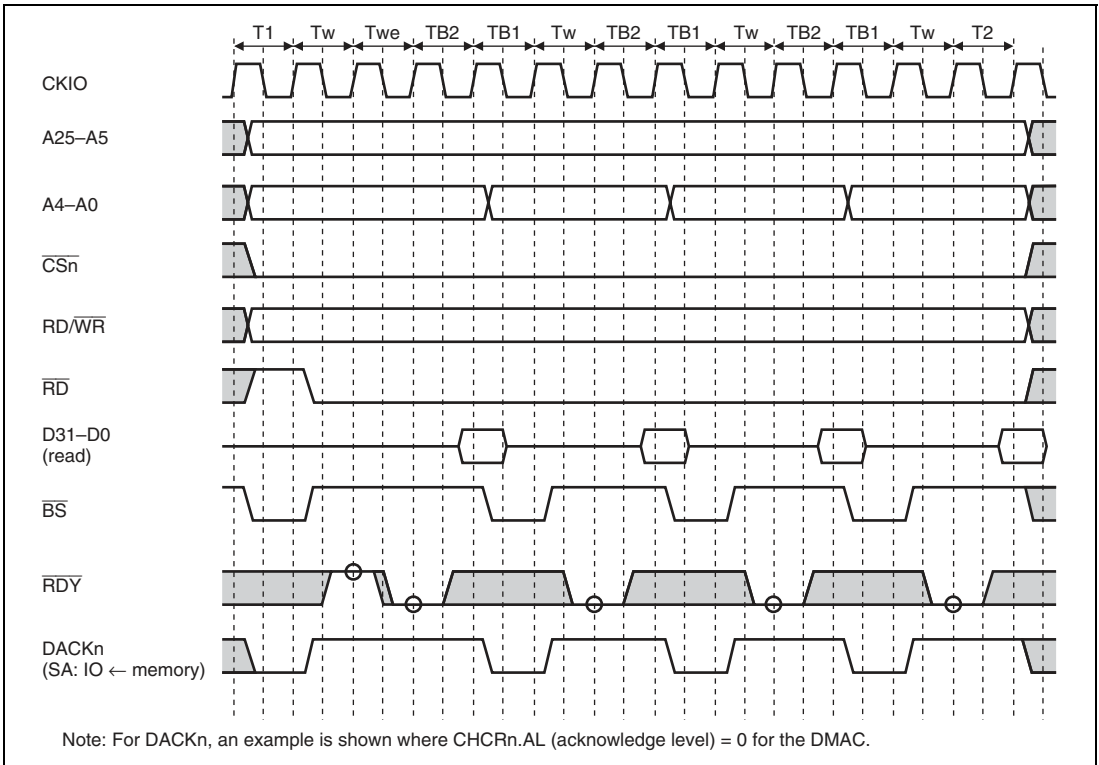 T1 Tw Twe TB2 TB1 Tw TB2 TB1 Tw TB2 TB1 Tw T2
CKIO
A25–A5
A4–A0
CSn
RD/WR
RD
D31–D0
(read)
BS
RDY
DACKn
(SA: IO ← memory)
Note: For DACKn, an example is shown where CHCRn.AL (acknowledge level) = 0 for the DMAC.